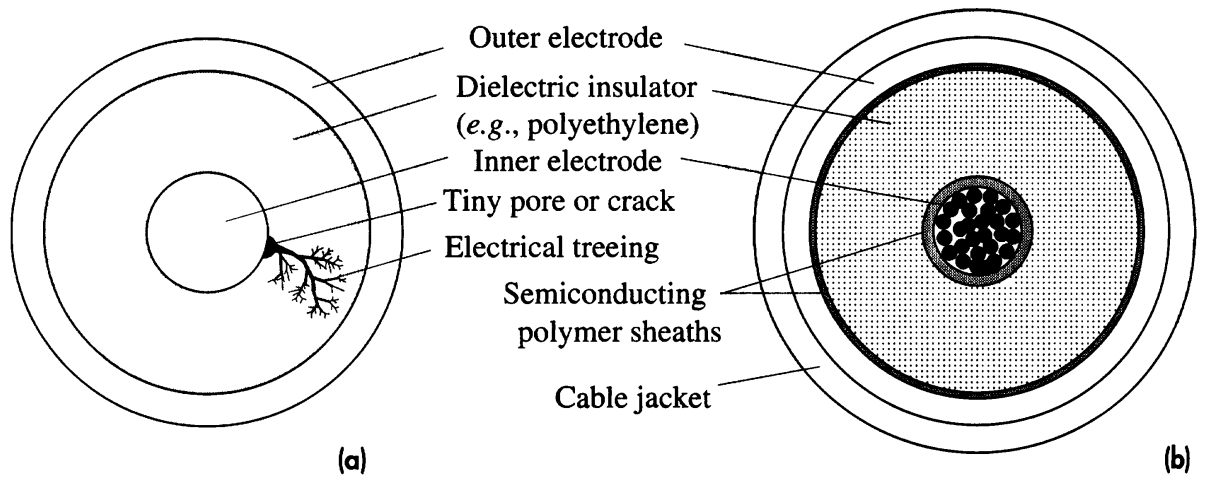 Outer electrode
Dielectric insulator
(e.g., polyethylene)
Inner electrode
Tiny pore or crack
Electrical treeing
Semiconducting
polymer sheaths
Cable jacket
(a)
(b)